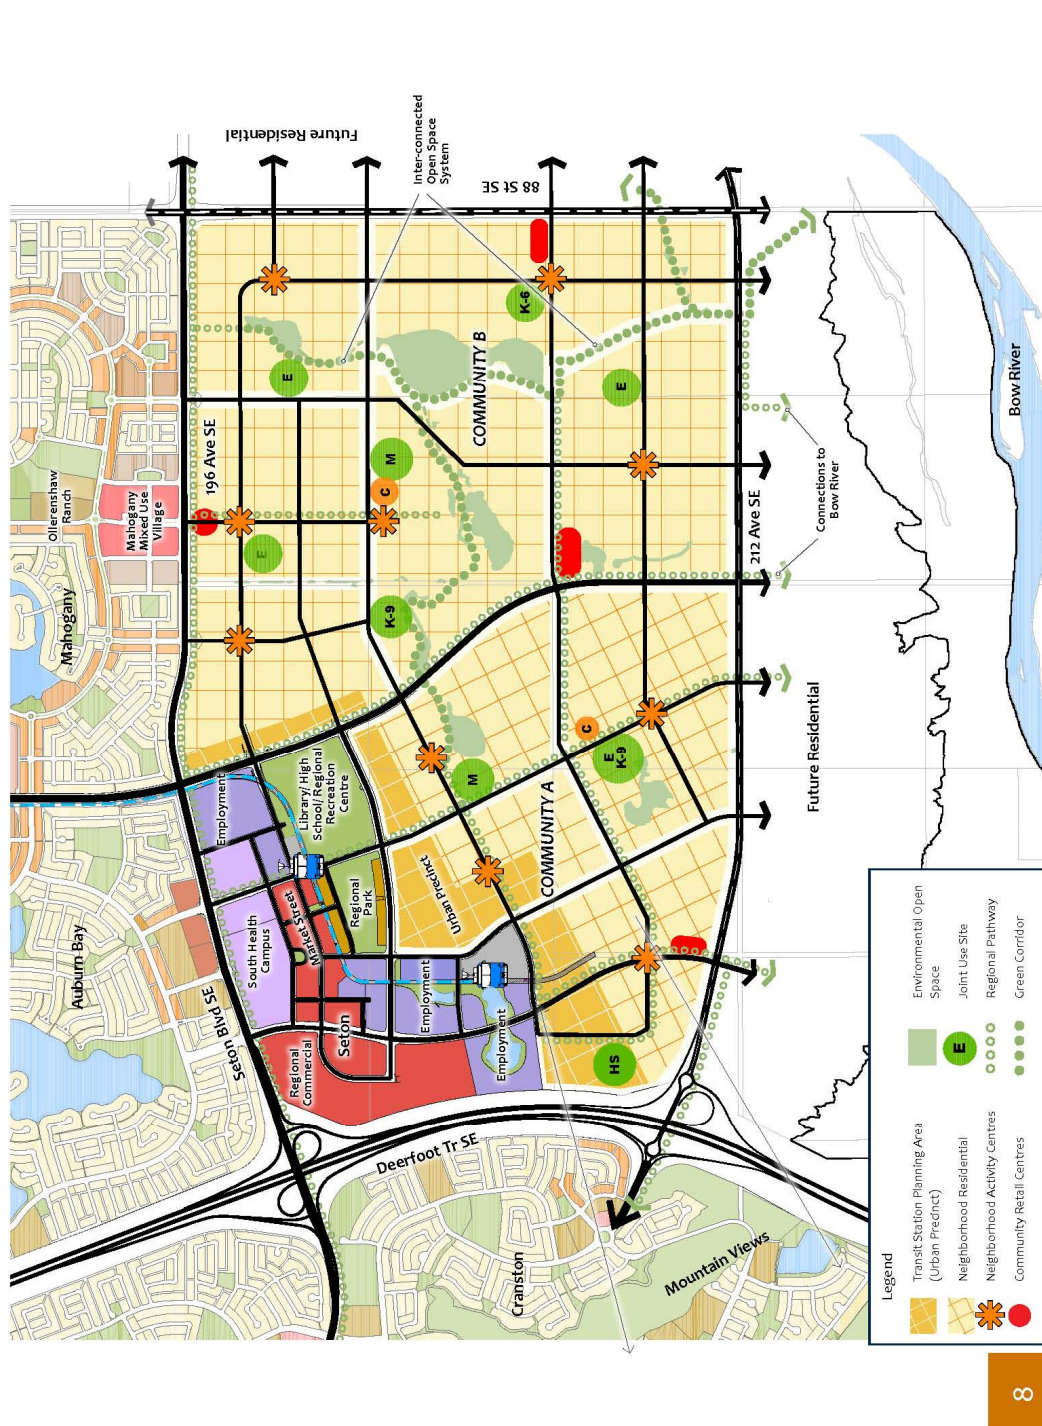 Future Residential
Inter-connected
Open Space
System
88 St SE
196 Ave SE
Ollerenshaw
Ranch
Mahogany
Mixed Use
Village
Mahogany
COMMUNITY B
K-6
E
E
E
M
C
K-9
Bow River
Connections to
Bow River
212 Ave SE
Future Residential
Employment
Library/ High
School/ Regional
Recreation
Centre
Regional
Park
Urban Precinct
M
C
E
K-9
COMMUNITY A
Auburn Bay
South Health
Campus
Market Street
Seton Blvd SE
Regional
Commercial
Seton
Employment
Employment
HS
Deerfoot Tr SE
Cranston
Mountain Views
Legend
Transit Station Planning Area
(Urban Precinct)
Neighborhood Residential
Neighborhood Activity Centres
Community Retail Centres
Environmental Open
Space
E
Joint Use Site
Regional Pathway
Green Corridor
8